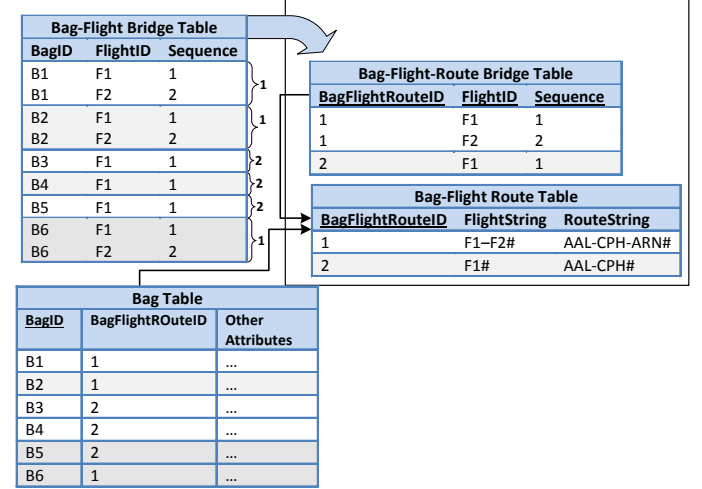 Bag-Flight Bridge Table
BagID FlightID Sequence
B1 F1 1
B1 F2 2
1
B2 F1 1
B2 F2 2
1
B3 F1 1
2
B4 F1 1
2
B5 F1 1
2
B6 F1 1
B6 F2 2
1
Bag-Flight-Route Bridge Table
BagFlightRouteID FlightID Sequence
1 F1 1
1 F2 2
2 F1 1
Bag-Flight Route Table
BagFlightRouteID FlightString RouteString
1 F1–F2# AAL-CPH-ARN#
2 F1# AAL-CPH#
Bag Table
BagID BagFlightROuteID Other
Attributes
B1 1 ...
B2 1 ...
B3 2 ...
B4 2 ...
B5 2 ...
B6 1 ...